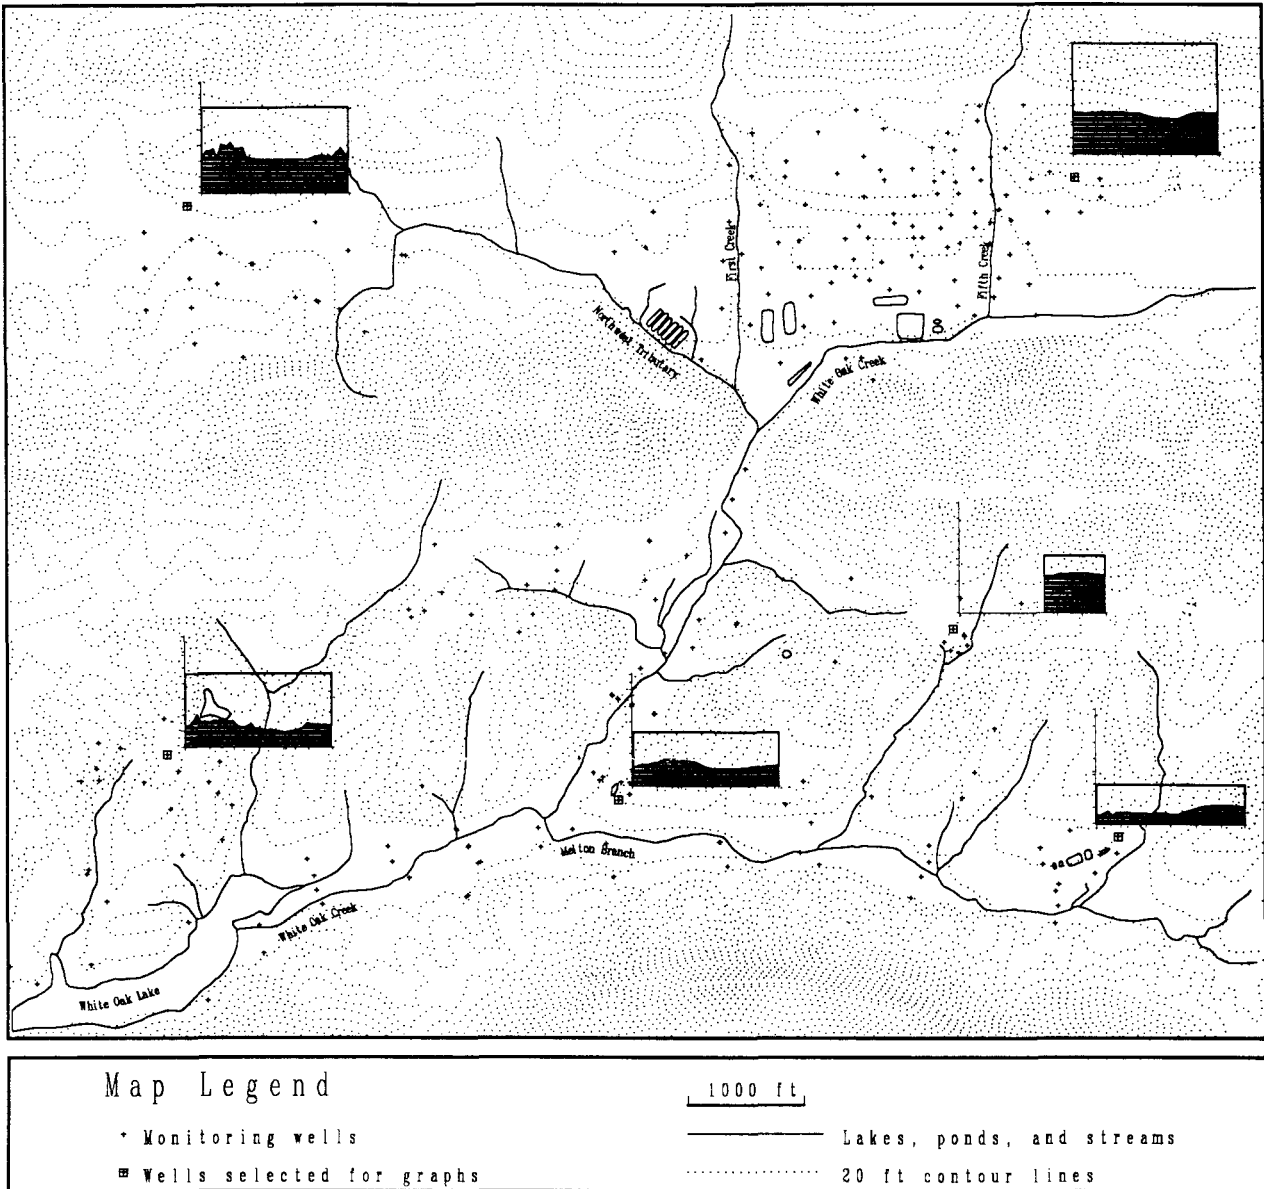 First Creek
Fifth Creek
Northwest Tributary
White Oak Creek
Melton Branch
White Oak Creek
White Oak Lake
Map Legend
1000 ft
Monitoring wells
Lakes, ponds, and streams
Wells selected for graphs
20 ft contour lines